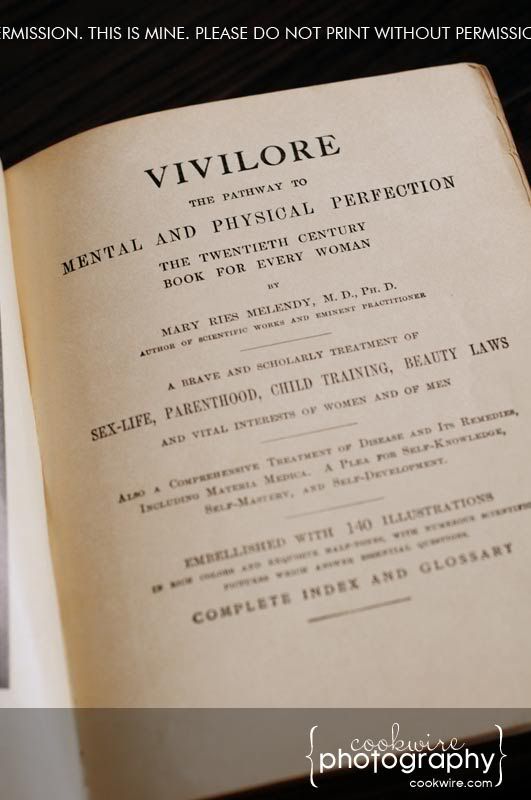 ERMISSION. THIS IS MINE. PLEASE DO NOT PRINT WITHOUT PERMISSIO
VIVILORE
THE PATHWAY TO
MENTAL AND PHYSICAL PERFECTION
THE TWENTIETH CENTURY
BOOK FOR EVERY WOMAN
BY
MARY RIES MELENDY, M. D., PH. D.
AUTHOR OF SCIENTIFIC WORKS AND EMINENT PRACTITIONER
A BRAVE AND SCHOLARLY TREATMENT OF
SEX-LIFE, PARENTHOOD, CHILD TRAINING, BEAUTY LAWS
AND VITAL INTERESTS OF WOMEN AND OF MEN
ALSO A COMPREHENSIVE TREATMENT OF DISEASE AND ITS REMEDIES,
INCLUDING MATERIA MEDICA. A PLEA FOR SELF-KNOWLEDGE,
SELF-MASTERY, AND SELF-DEVELOPMENT.
EMBELLISHED WITH 140 ILLUSTRATIONS
IN RICH COLORS AND EXQUISITE HALF-TONES, WITH NUMEROUS SCIENTIFIC
PICTURES WHICH ANSWER ESSENTIAL QUESTIONS.
COMPLETE INDEX AND GLOSSARY
cookwire
photography
cookwire.com